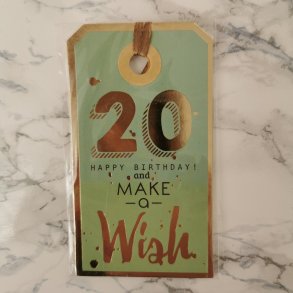 20
HAPPY BIRTHDAY!
and
MAKE
-a-
Wish